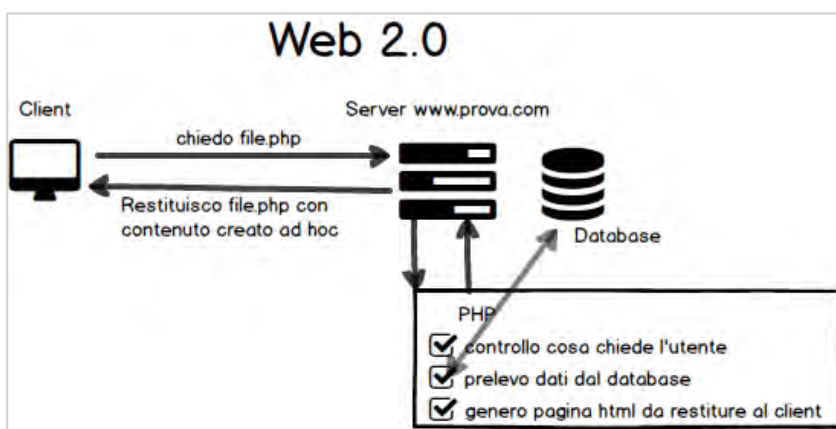 Web 2.0
Client
Server www.prova.com
chiedo file.php
Restituisco file.php con
contenuto creato ad hoc
Database
PHP
controllo cosa chiede l'utente
prelevo dati dal database
genero pagina html da restiture al client